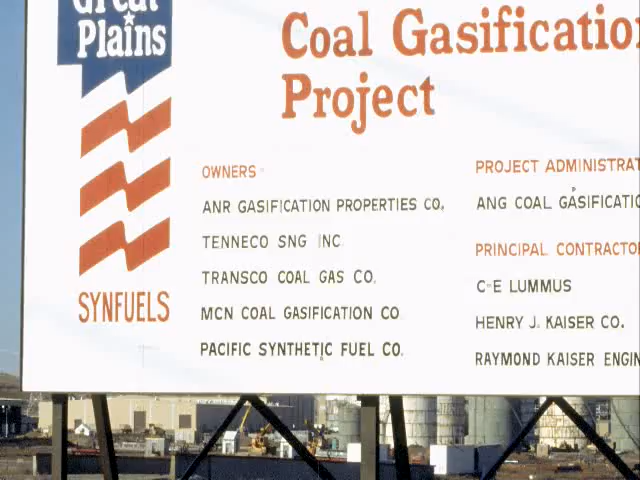 Great
Plains
SYNFUELS
Coal Gasificatio
Project
OWNERS
ANR GASIFICATION PROPERTIES CO.
TENNECO SNG INC.
TRANSCO COAL GAS CO.
MCN COAL GASIFICATION CO
PACIFIC SYNTHETIC FUEL CO.
PROJECT ADMINISTRAT
ANG COAL GASIFICATIO
PRINCIPAL CONTRACTO
C-E LUMMUS
HENRY J. KAISER CO.
RAYMOND KAISER ENGIN